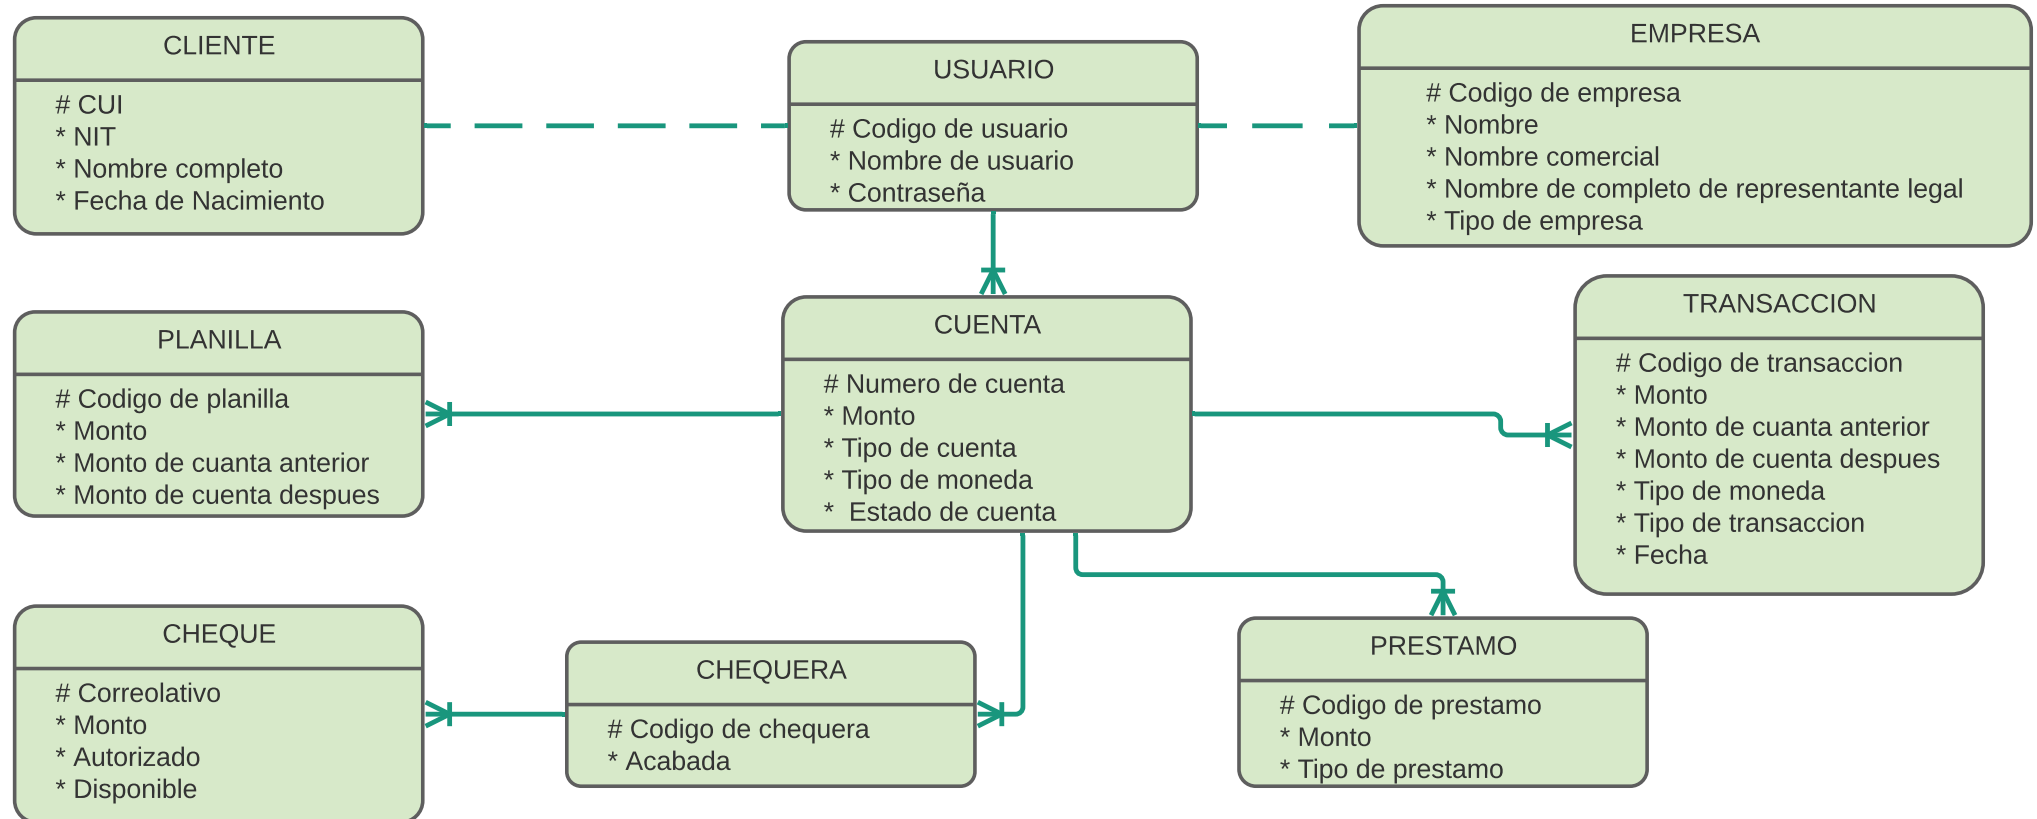 CLIENTE
# CUI
* NIT
* Nombre completo
* Fecha de Nacimiento
USUARIO
# Codigo de usuario
* Nombre de usuario
* Contraseña
EMPRESA
# Codigo de empresa
* Nombre
* Nombre comercial
* Nombre de completo de representante legal
* Tipo de empresa
PLANILLA
# Codigo de planilla
* Monto
* Monto de cuanta anterior
* Monto de cuenta despues
CUENTA
# Numero de cuenta
* Monto
* Tipo de cuenta
* Tipo de moneda
* Estado de cuenta
TRANSACCION
# Codigo de transaccion
* Monto
* Monto de cuanta anterior
* Monto de cuenta despues
* Tipo de moneda
* Tipo de transaccion
* Fecha
CHEQUE
# Correolativo
* Monto
* Autorizado
* Disponible
CHEQUERA
# Codigo de chequera
* Acabada
PRESTAMO
# Codigo de prestamo
* Monto
* Tipo de prestamo